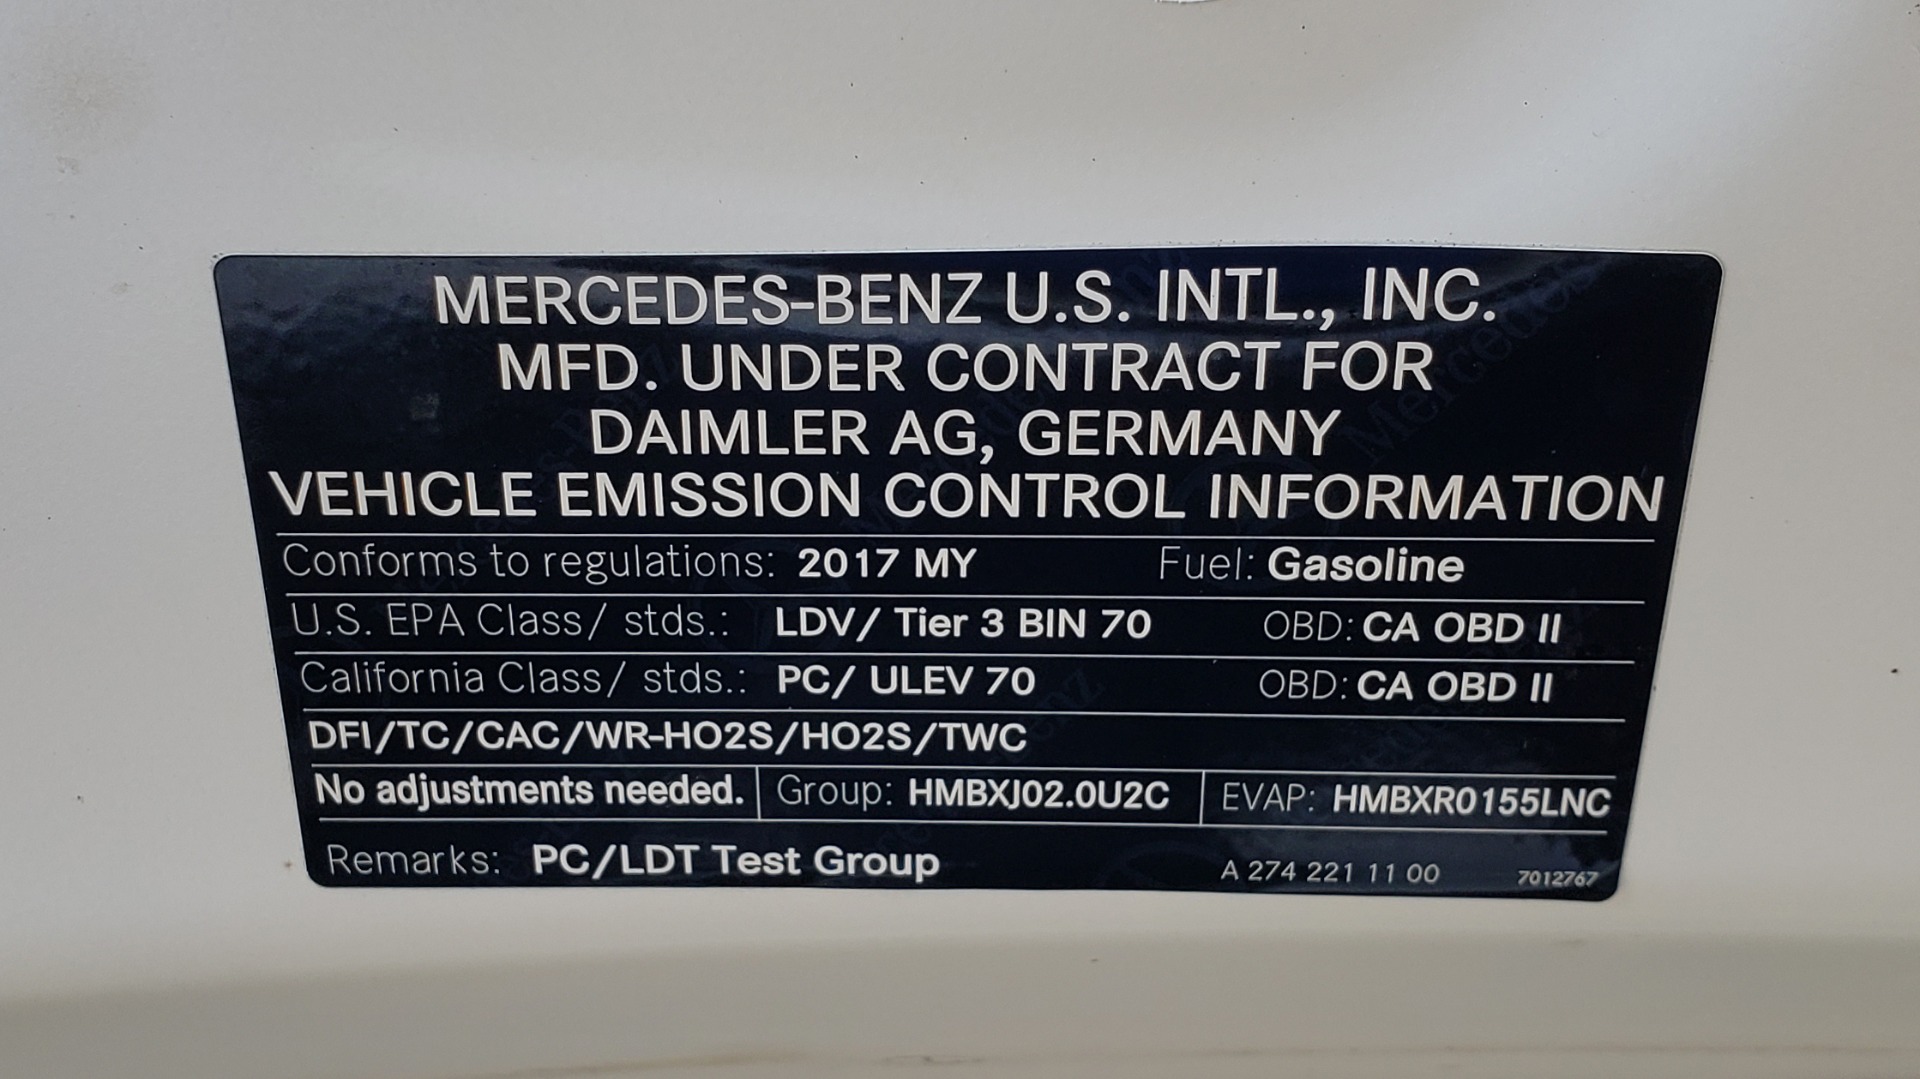 MERCEDES-BENZ U.S. INTL., INC.
MFD. UNDER CONTRACT FOR
DAIMLER AG, GERMANY
VEHICLE EMISSION CONTROL INFORMATION
Conforms to regulations: 2017 MY Fuel: Gasoline
U.S. EPA Class/ stds.: LDV/ Tier 3 BIN 70 OBD: CA OBD II
California Class/ stds.: PC/ ULEV 70 OBD: CA OBD II
DFI/TC/CAC/WR-HO2S/HO2S/TWC
No adjustments needed. Group: HMBXJ02.0U2C EVAP: HMBXR0155LNC
Remarks: PC/LDT Test Group A 274 221 11 00 7012767